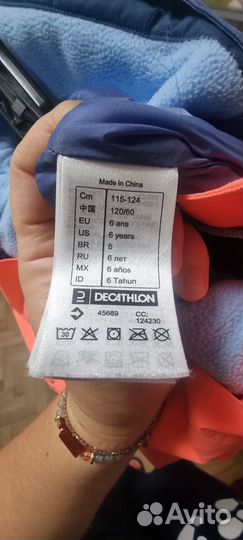 Made in China
Cm 115-124
中国 120/60
EU 6 ans
US 6 years
BR 6
RU 6 лет
MX 6 años
ID 6 Tahun
DECATHLON
45689 CC: 124230
30
Avito